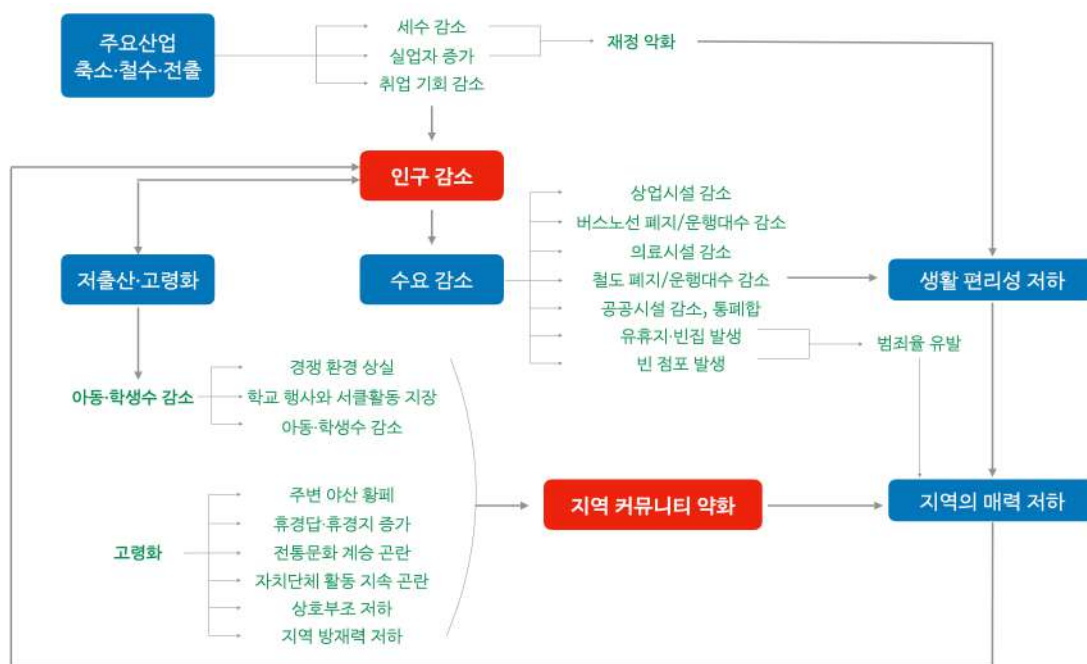 주요산업
축소·철수·전출
세수 감소
실업자 증가
취업 기회 감소
재정 악화
인구 감소
저출산·고령화
수요 감소
상업시설 감소
버스노선 폐지/운행대수 감소
의료시설 감소
철도 폐지/운행대수 감소
공공시설 감소, 통폐합
유휴지·빈집 발생
빈 점포 발생
생활 편리성 저하
범죄율 유발
아동·학생수 감소
경쟁 환경 상실
학교 행사와 서클활동 지장
아동·학생수 감소
고령화
주변 야산 황폐
휴경답·휴경지 증가
전통문화 계승 곤란
자치단체 활동 지속 곤란
상호부조 저하
지역 방재력 저하
지역 커뮤니티 약화
지역의 매력 저하